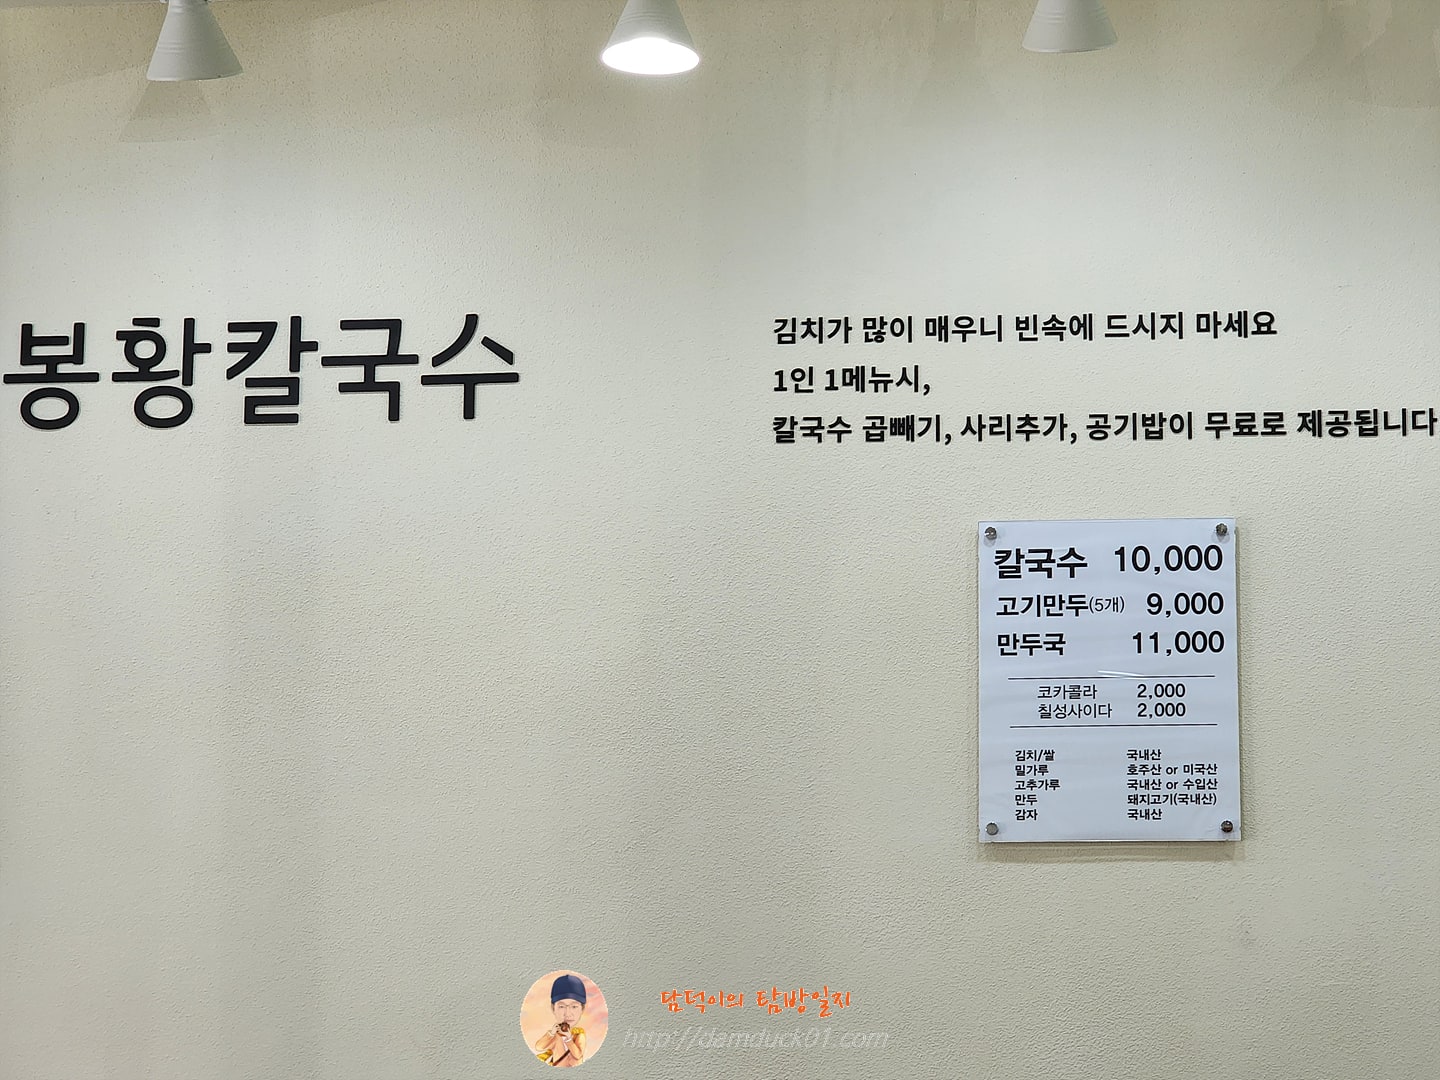 봉황칼국수
김치가 많이 매우니 빈속에 드시지 마세요
1인 1메뉴시,
칼국수 곱빼기, 사리추가, 공기밥이 무료로 제공됩니다
칼국수 10,000
고기만두(5개) 9,000
만두국 11,000
코카콜라 2,000
칠성사이다 2,000
김치/쌀 국내산
밀가루 호주산 or 미국산
고추가루 국내산 or 수입산
만두 돼지고기(국내산)
감자 국내산
담덕이의 탐방일지
http://damduck01.com